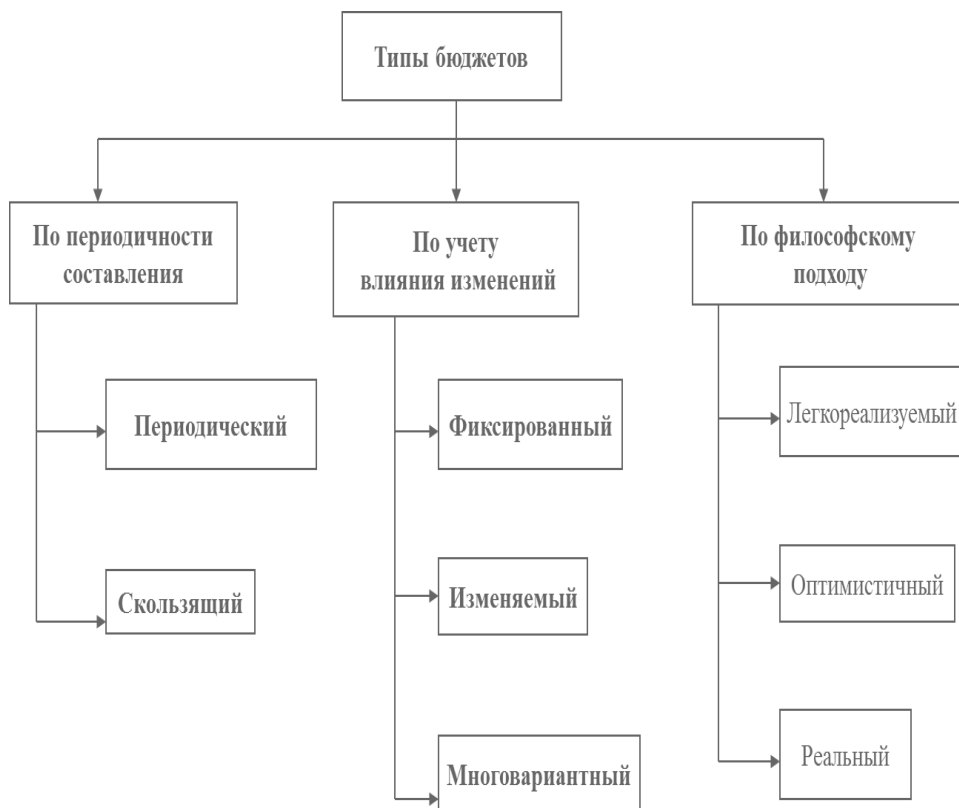 Типы бюджетов
По периодичности
составления
По учету
влияния изменений
По философскому
подходу
Периодический
Скользящий
Фиксированный
Изменяемый
Многовариантный
Легкореализуемый
Оптимистичный
Реальный